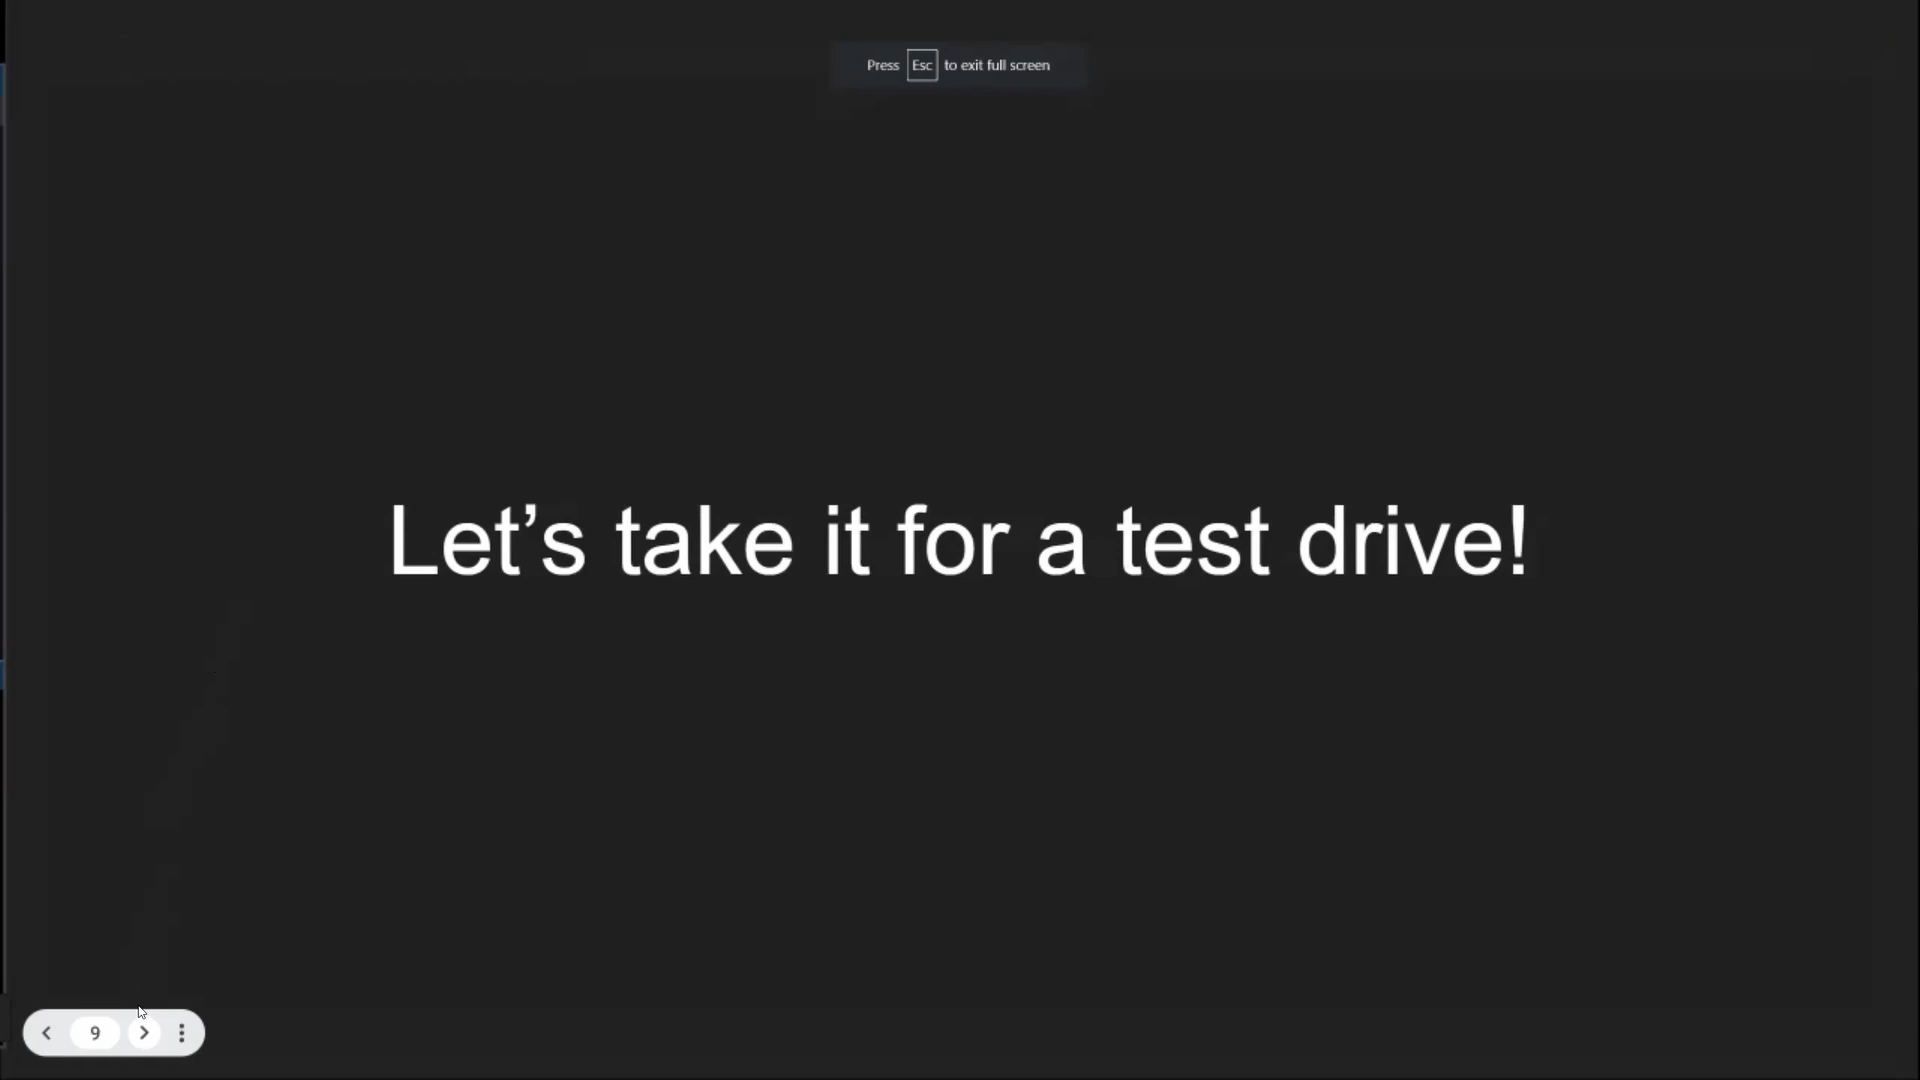 Press Esc to exit full screen
Let’s take it for a test drive!
9